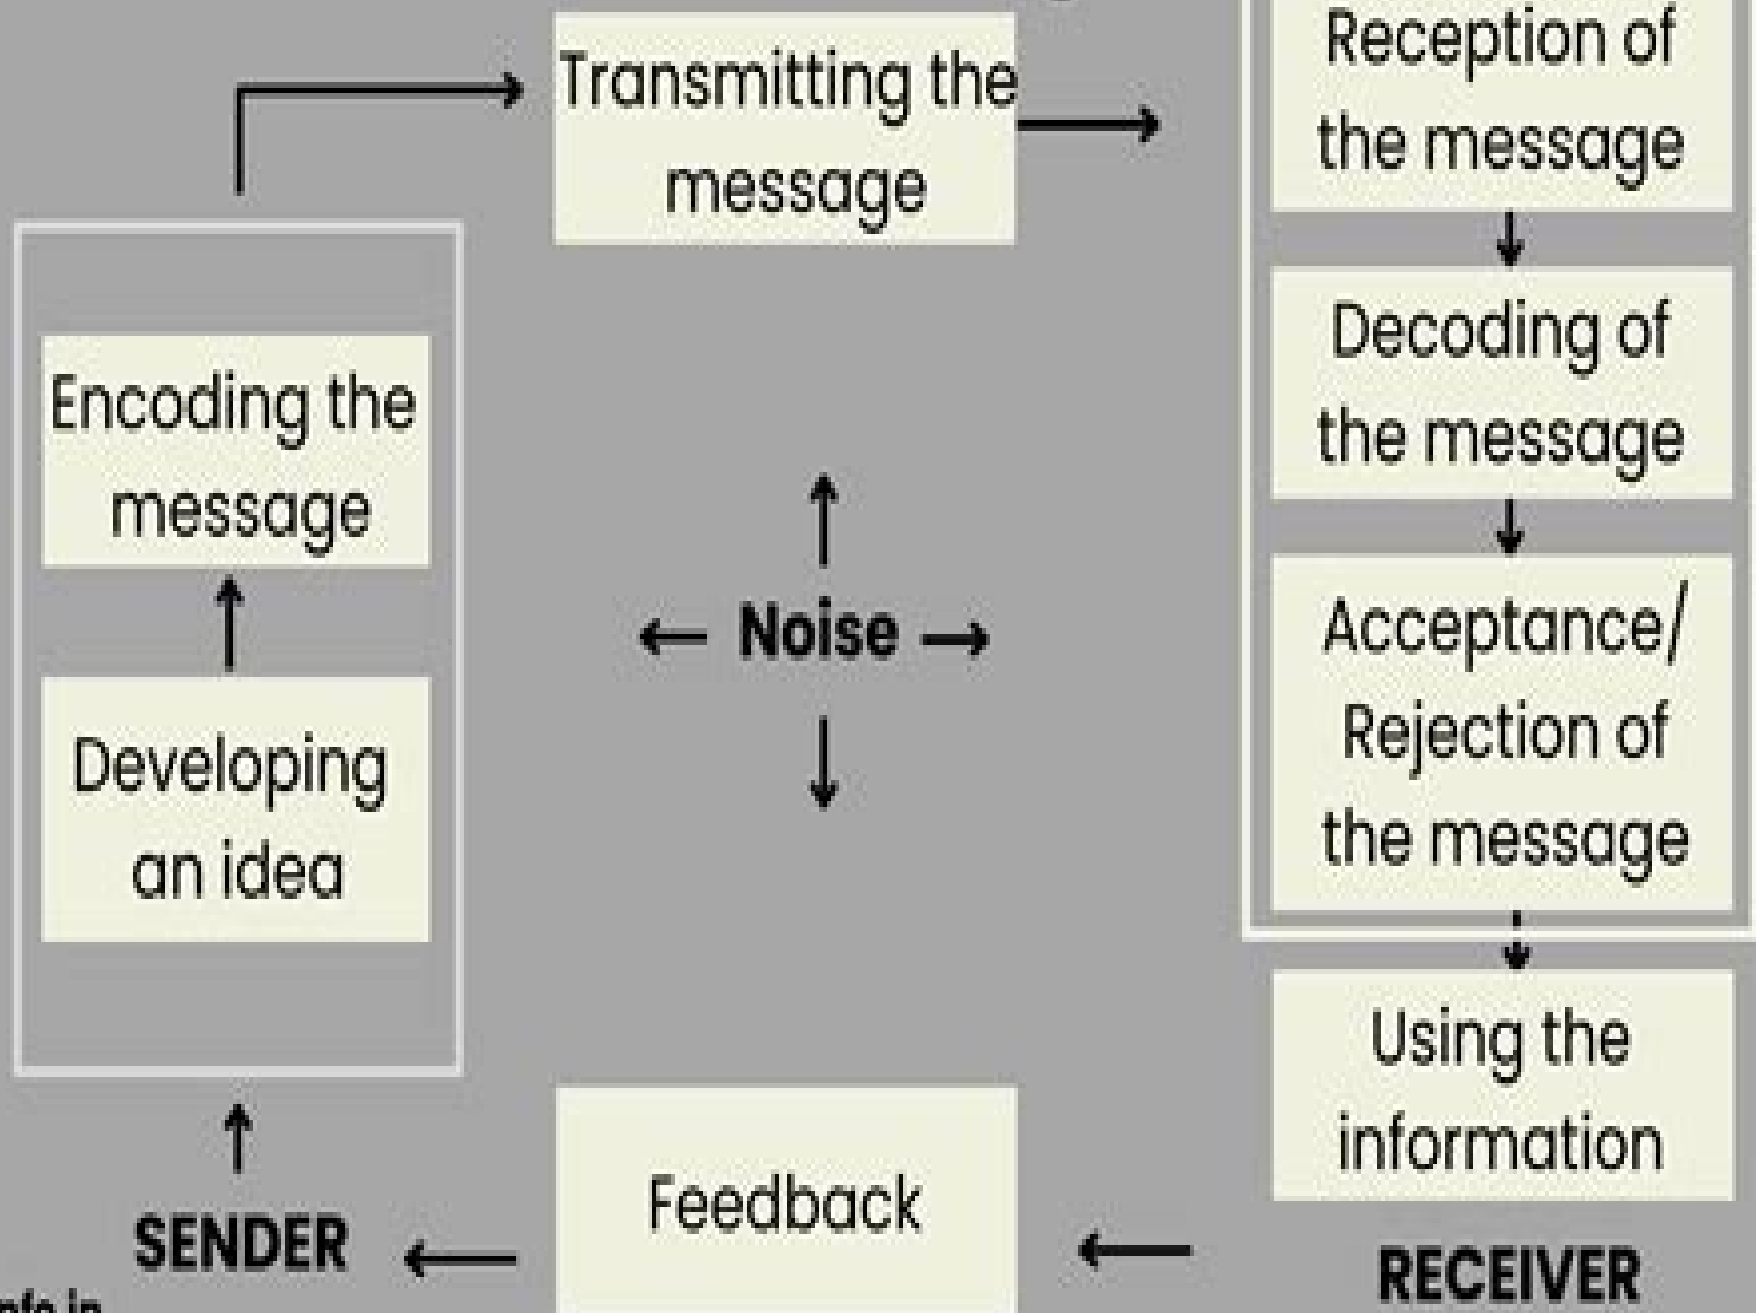 Transmitting the
message
Reception of
the message
Decoding of
the message
Acceptance/
Rejection of
the message
Using the
information
RECEIVER
Encoding the
message
Developing
an idea
Noise
Feedback
SENDER